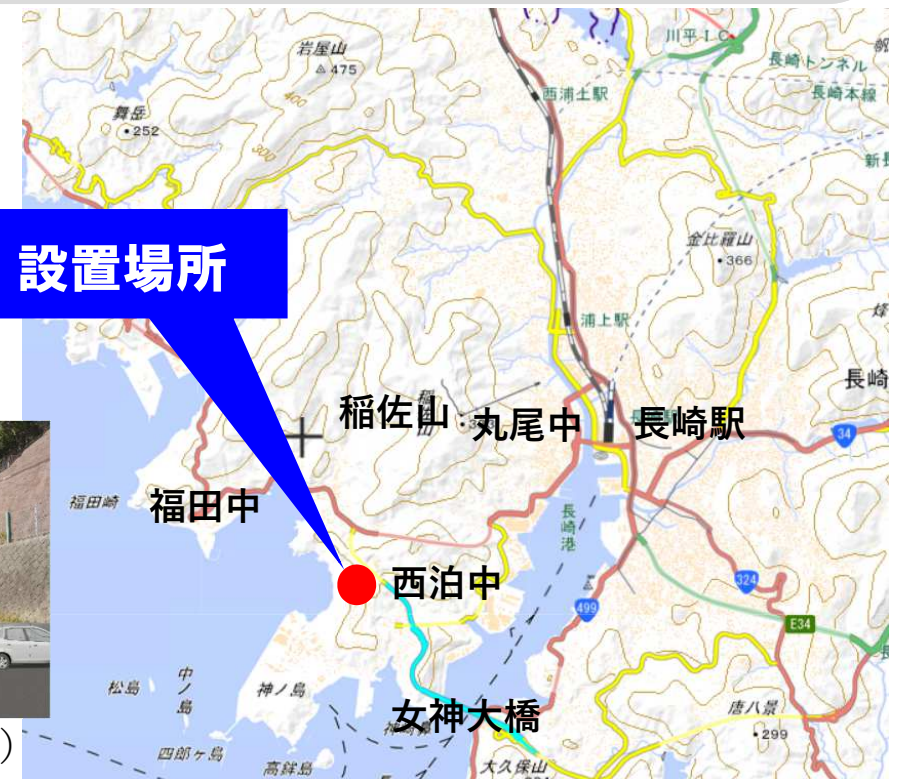 岩屋山
475
川平IC
長崎トンネル
長崎本線
西浦上駅
舞岳
252
400
300
設置場所
金比羅山
366
浦上駅
稲佐山
丸尾中
長崎駅
長崎
34
福田崎
福田中
長崎港
西泊中
324
499
E34
松島
中ノ島
神ノ島
女神大橋
唐八景
299
四郎ヶ島
高鉾島
大久保山
)